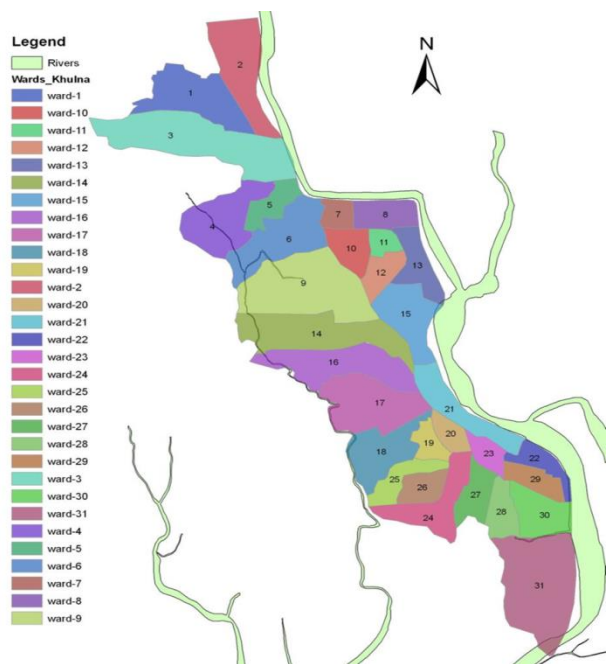 Legend
Rivers
Wards_Khulna
ward-1
ward-10
ward-11
ward-12
ward-13
ward-14
ward-15
ward-16
ward-17
ward-18
ward-19
ward-2
ward-20
ward-21
ward-22
ward-23
ward-24
ward-25
ward-26
ward-27
ward-28
ward-29
ward-3
ward-30
ward-31
ward-4
ward-5
ward-6
ward-7
ward-8
ward-9
N
2
1
3
5
4
6
7
8
10
11
12
13
9
15
14
16
17
21
20
19
18
23
22
29
25
26
27
24
28
30
31